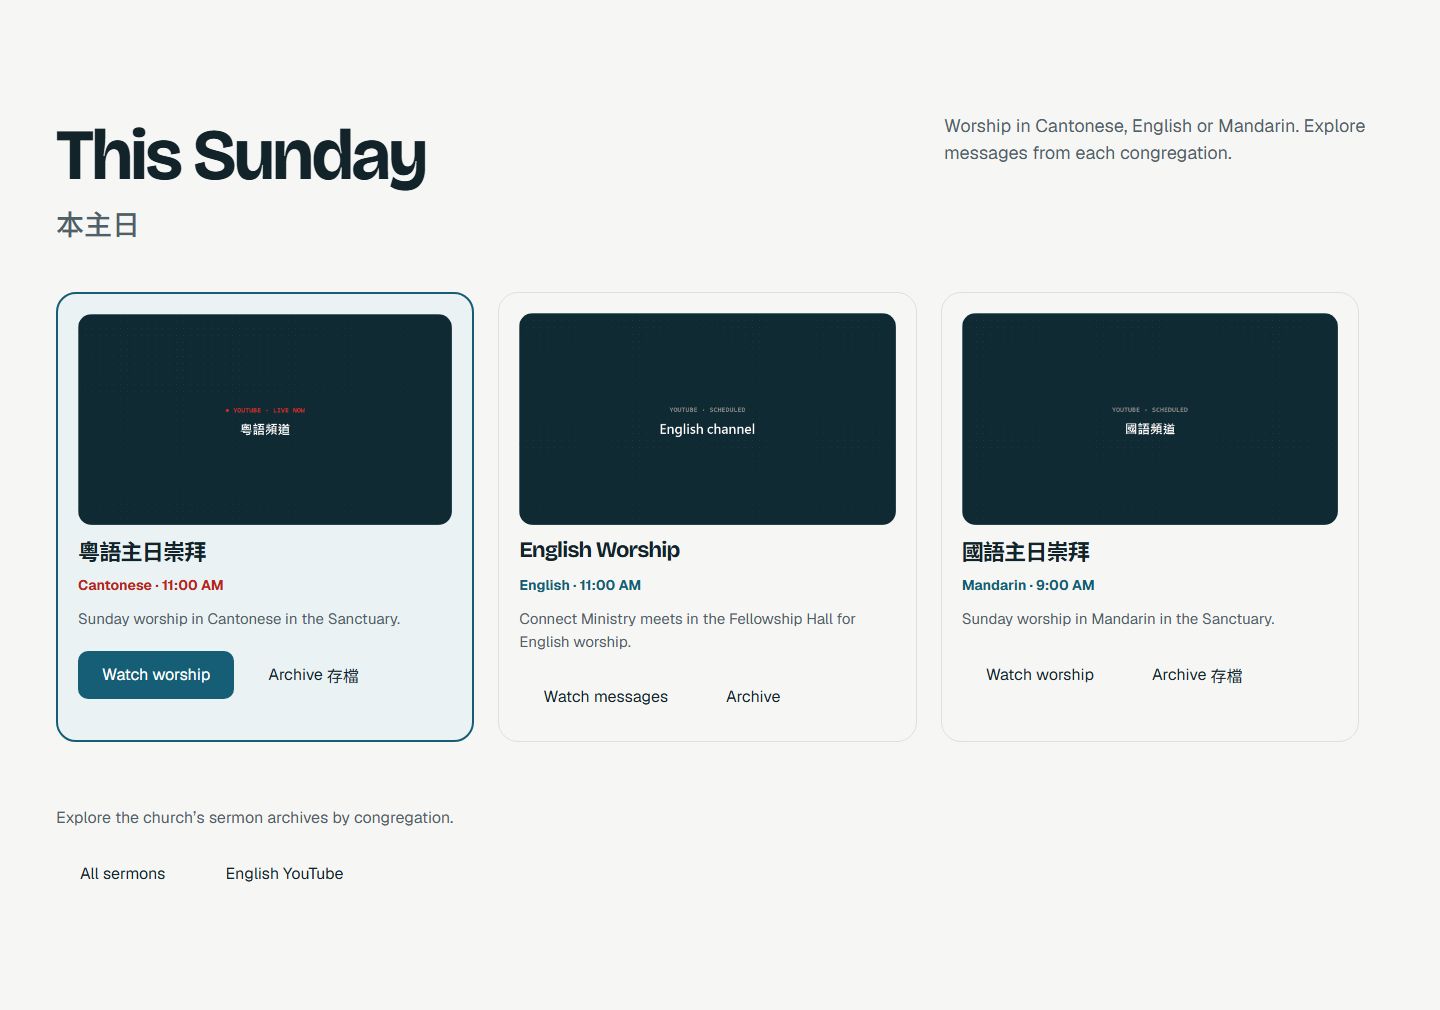 This Sunday
本主日
Worship in Cantonese, English or Mandarin. Explore
messages from each congregation.
• YOUTUBE · LIVE NOW
粵語頻道
粵語主日崇拜
Cantonese · 11:00 AM
Sunday worship in Cantonese in the Sanctuary.
Watch worship
Archive 存檔
YOUTUBE · SCHEDULED
English channel
English Worship
English · 11:00 AM
Connect Ministry meets in the Fellowship Hall for
English worship.
Watch messages
Archive
YOUTUBE · SCHEDULED
國語頻道
國語主日崇拜
Mandarin · 9:00 AM
Sunday worship in Mandarin in the Sanctuary.
Watch worship
Archive 存檔
Explore the church’s sermon archives by congregation.
All sermons
English YouTube